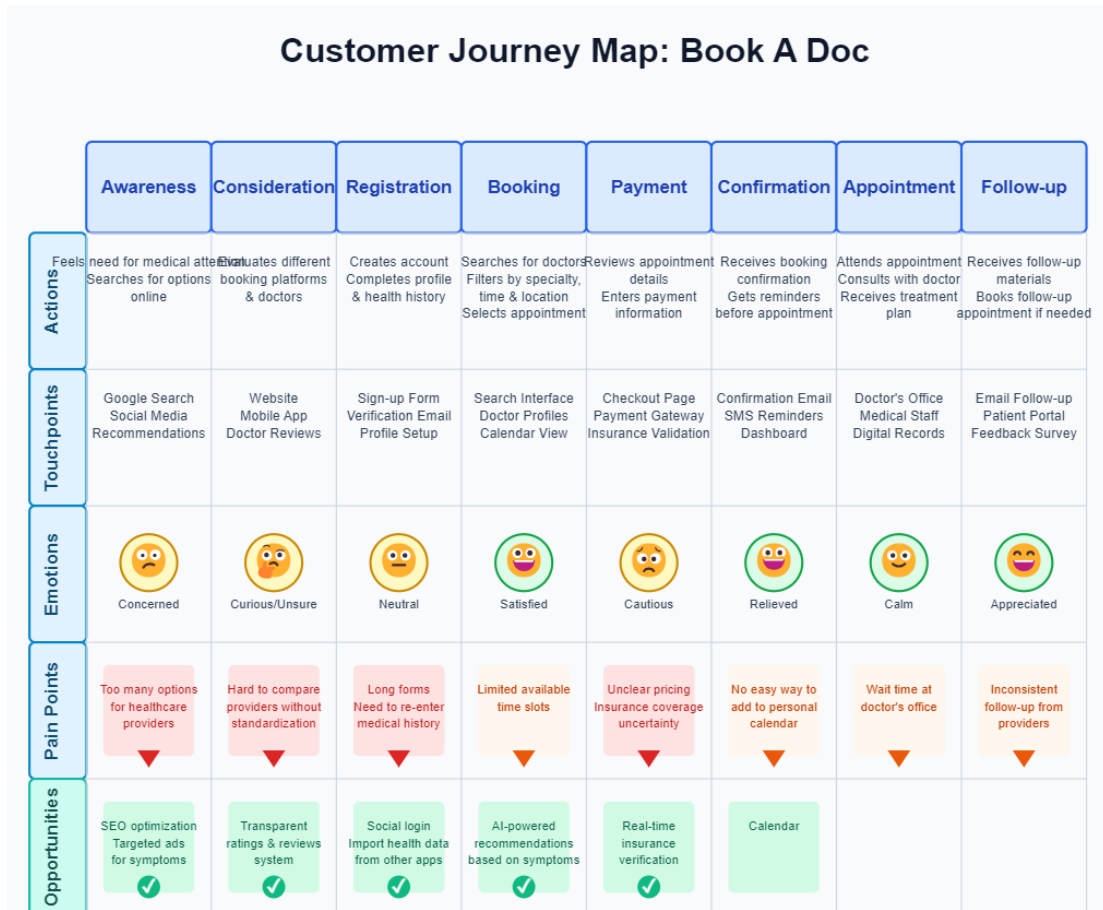 Customer Journey Map: Book A Doc
Awareness
Consideration
Registration
Booking
Payment
Confirmation
Appointment
Follow-up
Actions
Feels need for medical attention
Searches for options
online
Evaluates different
booking platforms
& doctors
Creates account
Completes profile
& health history
Searches for doctors
Filters by specialty,
time & location
Selects appointment
Reviews appointment
details
Enters payment
information
Receives booking
confirmation
Gets reminders
before appointment
Attends appointment
Consults with doctor
Receives treatment
plan
Receives follow-up
materials
Books follow-up
appointment if needed
Touchpoints
Google Search
Social Media
Recommendations
Website
Mobile App
Doctor Reviews
Sign-up Form
Verification Email
Profile Setup
Search Interface
Doctor Profiles
Calendar View
Checkout Page
Payment Gateway
Insurance Validation
Confirmation Email
SMS Reminders
Dashboard
Doctor's Office
Medical Staff
Digital Records
Email Follow-up
Patient Portal
Feedback Survey
Emotions
Concerned
Curious/Unsure
Neutral
Satisfied
Cautious
Relieved
Calm
Appreciated
Pain Points
Too many options
for healthcare
providers
Hard to compare
providers without
standardization
Long forms
Need to re-enter
medical history
Limited available
time slots
Unclear pricing
Insurance coverage
uncertainty
No easy way to
add to personal
calendar
Wait time at
doctor's office
Inconsistent
follow-up from
providers
Opportunities
SEO optimization
Targeted ads
for symptoms
Transparent
ratings & reviews
system
Social login
Import health data
from other apps
AI-powered
recommendations
based on symptoms
Real-time
insurance
verification
Calendar